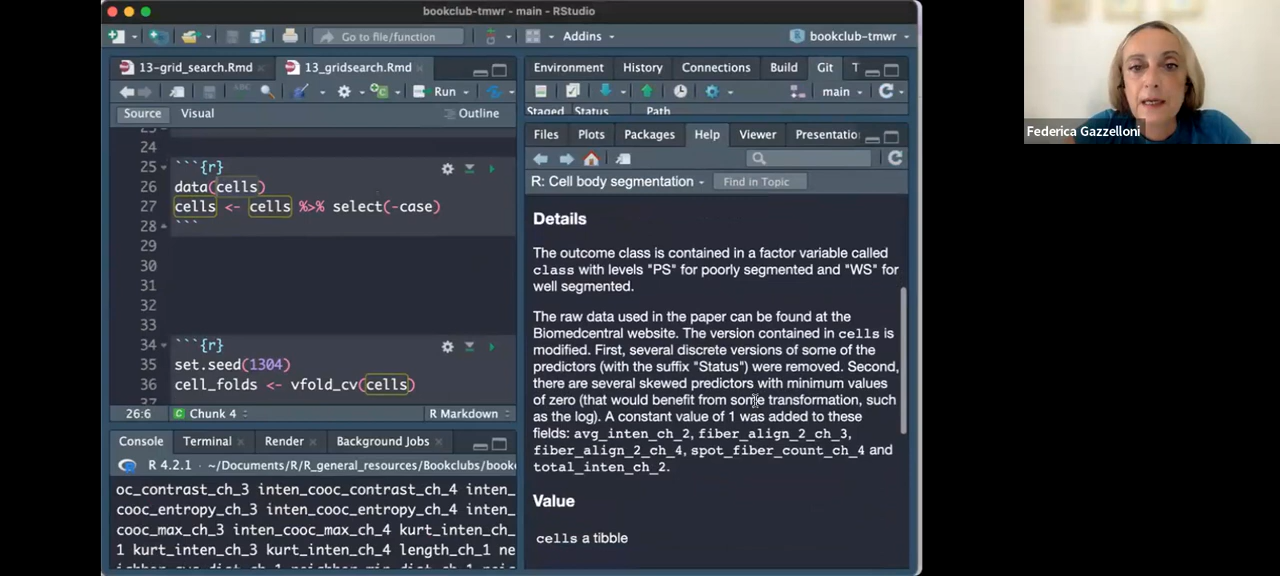 bookclub-tmwr - main - RStudio
Go to file/function
Addins
bookclub-tmwr
13-grid_search.Rmd
13_gridsearch.Rmd
Run
Source
Visual
Outline
24
25 ```{r}
26 data(cells)
27 cells <- cells %>% select(-case)
28 ```
29
30
31
32
33
34 ```{r}
35 set.seed(1304)
36 cell_folds <- vfold_cv(cells)
26:6
Chunk 4
R Markdown
Console
Terminal
Render
Background Jobs
R 4.2.1 · ~/Documents/R/R_general_resources/Bookclubs/booko
oc_contrast_ch_3 inten_cooc_contrast_ch_4 inten_
cooc_entropy_ch_3 inten_cooc_entropy_ch_4 inten_
cooc_max_ch_3 inten_cooc_max_ch_4 kurt_inten_ch_
1 kurt_inten_ch_3 kurt_inten_ch_4 length_ch_1 ne
Environment
History
Connections
Build
Git
T
main
Staged
Status
Path
Files
Plots
Packages
Help
Viewer
Presentatio
R: Cell body segmentation
Find in Topic
Details
The outcome class is contained in a factor variable called
class with levels "PS" for poorly segmented and "WS" for
well segmented.
The raw data used in the paper can be found at the
Biomedcentral website. The version contained in cells is
modified. First, several discrete versions of some of the
predictors (with the suffix "Status") were removed. Second,
there are several skewed predictors with minimum values
of zero (that would benefit from some transformation, such
as the log). A constant value of 1 was added to these
fields: avg_inten_ch_2, fiber_align_2_ch_3,
fiber_align_2_ch_4, spot_fiber_count_ch_4 and
total_inten_ch_2.
Value
cells a tibble
Federica Gazzelloni